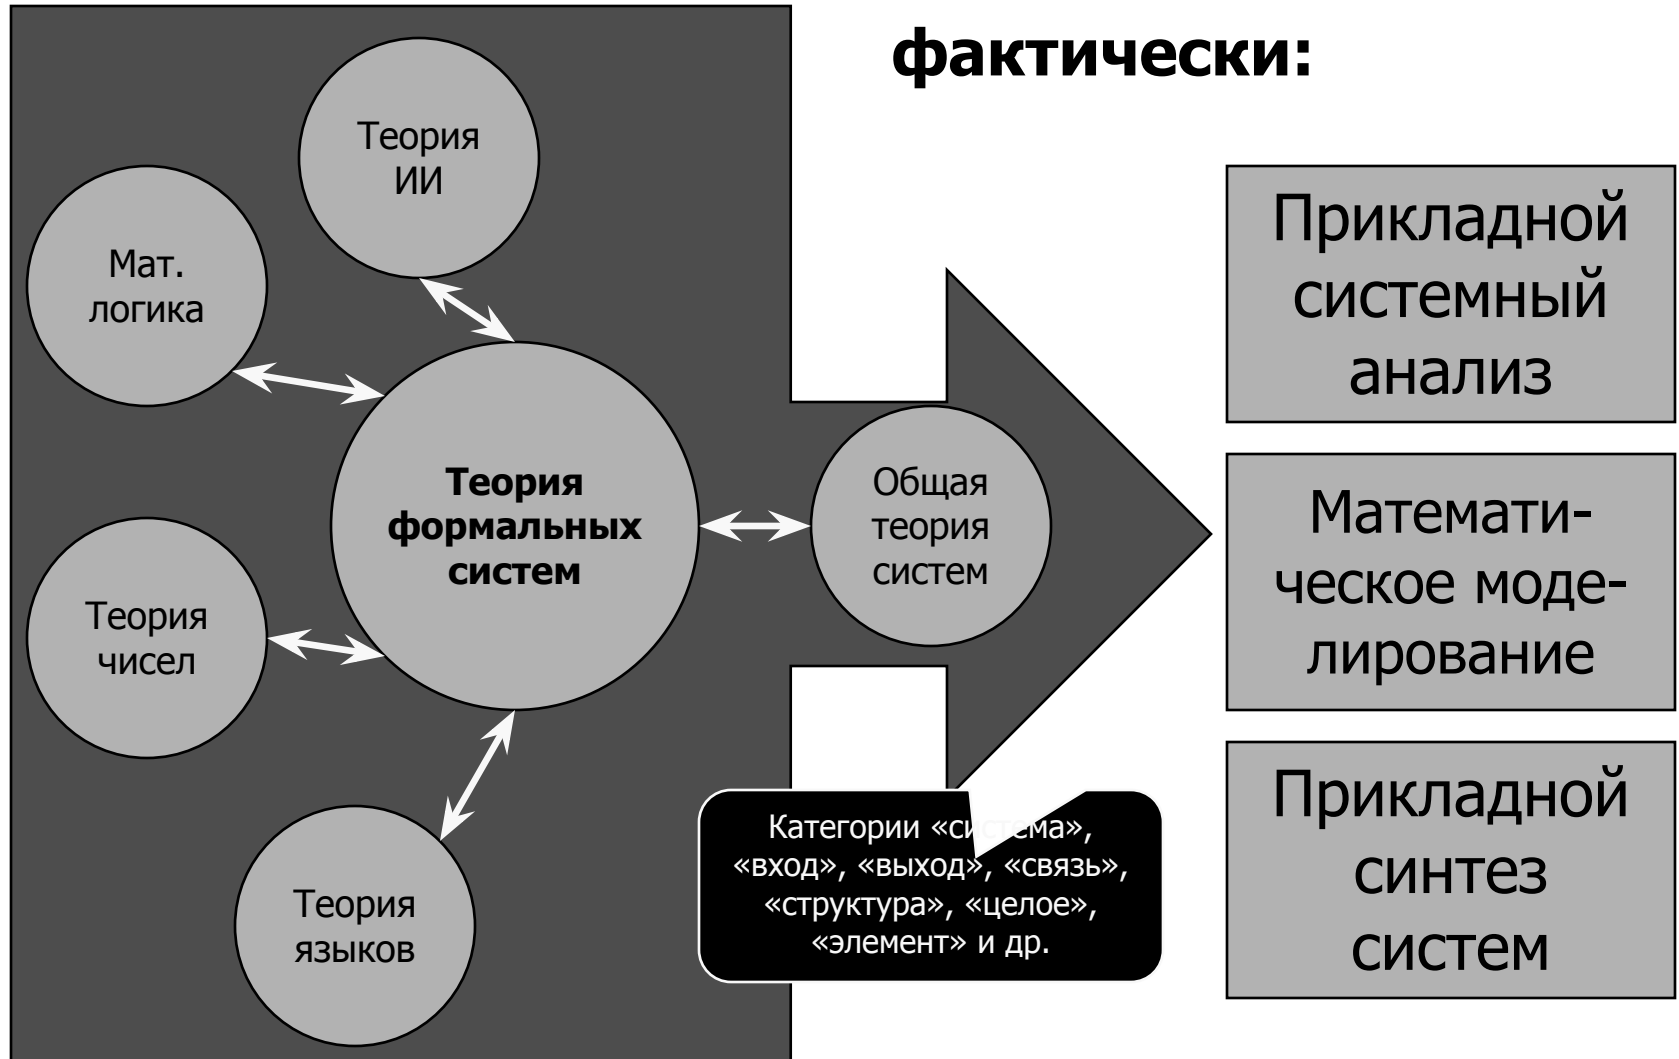 фактически:
Теория
ИИ
Мат.
логика
Теория
формальных
систем
Общая
теория
систем
Теория
чисел
Теория
языков
Категории «система»,
«вход», «выход», «связь»,
«структура», «целое»,
«элемент» и др.
Прикладной
системный
анализ
Математи-
ческое моде-
лирование
Прикладной
синтез
систем